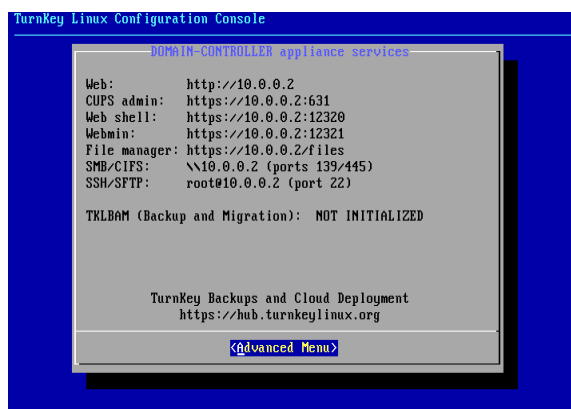 TurnKey Linux Configuration Console
DOMAIN-CONTROLLER appliance services
Web: http://10.0.0.2
CUPS admin: https://10.0.0.2:631
Web shell: https://10.0.0.2:12320
Webmin: https://10.0.0.2:12321
File manager: https://10.0.0.2/files
SMB/CIFS: \\10.0.0.2 (ports 139/445)
SSH/SFTP: root@10.0.0.2 (port 22)
TKLBAM (Backup and Migration): NOT INITIALIZED
TurnKey Backups and Cloud Deployment
https://hub.turnkeylinux.org
<Advanced Menu>